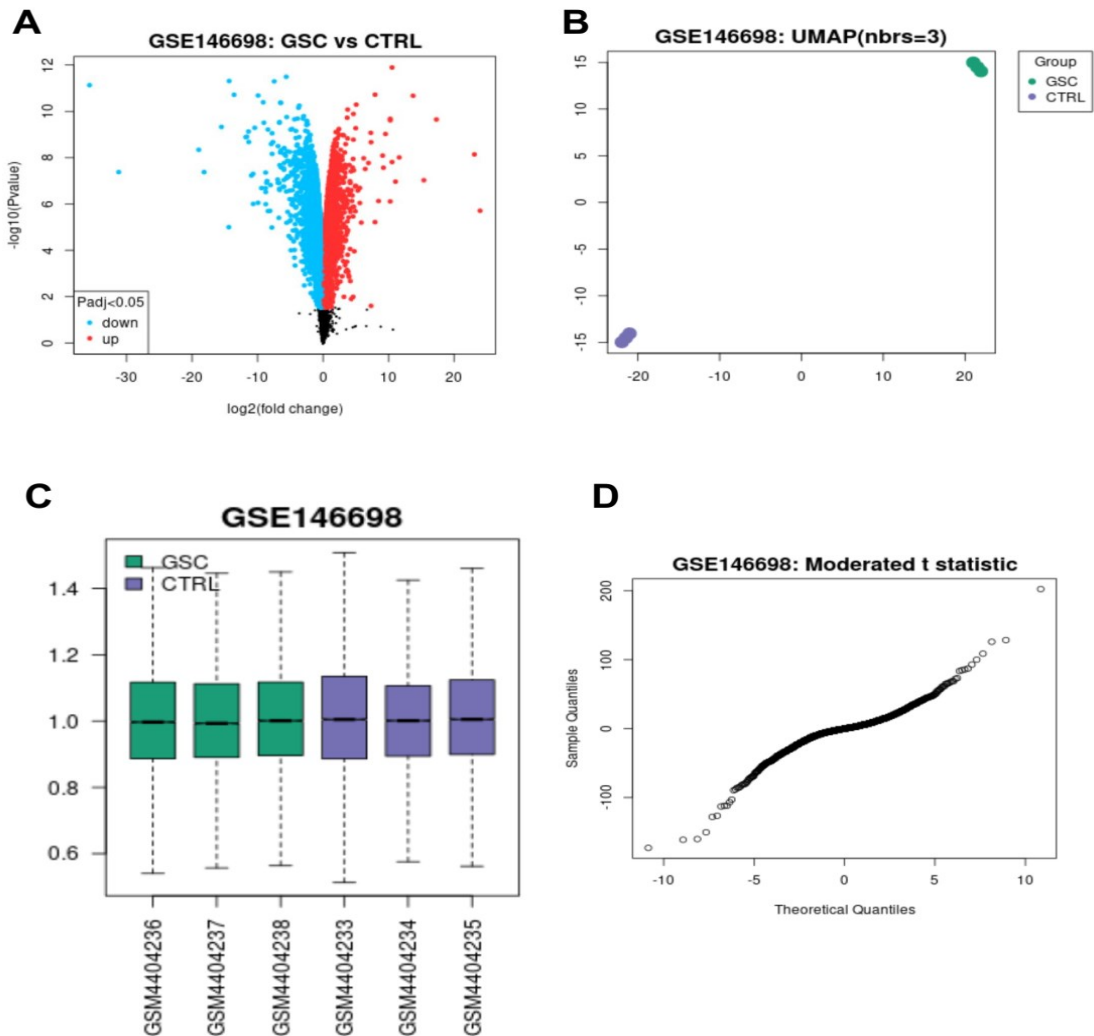 A
GSE146698: GSC vs CTRL
-log10(Pvalue)
12
10
8
6
4
2
0
Padj<0.05
down
up
-30
-20
-10
0
10
20
log2(fold change)
B
GSE146698: UMAP(nbrs=3)
Group
GSC
CTRL
15
10
5
0
-5
-10
-15
-20
-10
0
10
20
C
GSE146698
GSC
CTRL
1.4
1.2
1.0
0.8
0.6
GSM4404236
GSM4404237
GSM4404238
GSM4404233
GSM4404234
GSM4404235
D
GSE146698: Moderated t statistic
Sample Quantiles
200
100
0
-100
-10
-5
0
5
10
Theoretical Quantiles